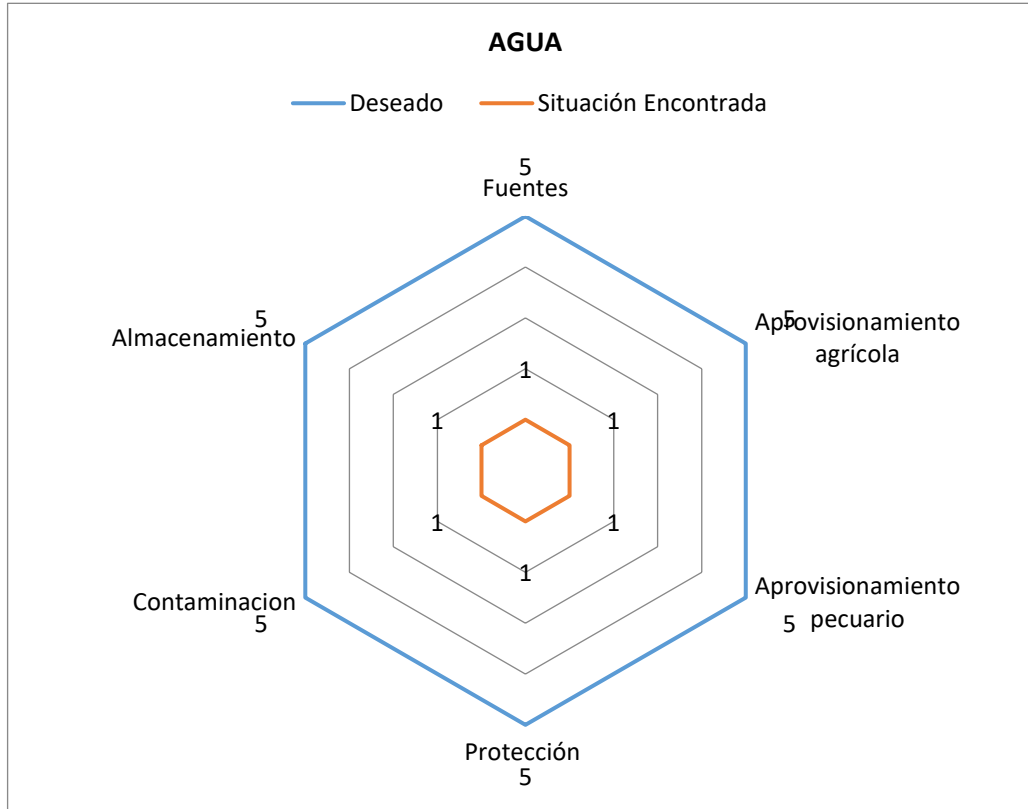 AGUA
Deseado
Situación Encontrada
5
Fuentes
5
Almacenamiento
5
Aprovisionamiento
agrícola
1
1
1
1
1
1
Contaminacion
5
Aprovisionamiento
pecuario
5
Protección
5